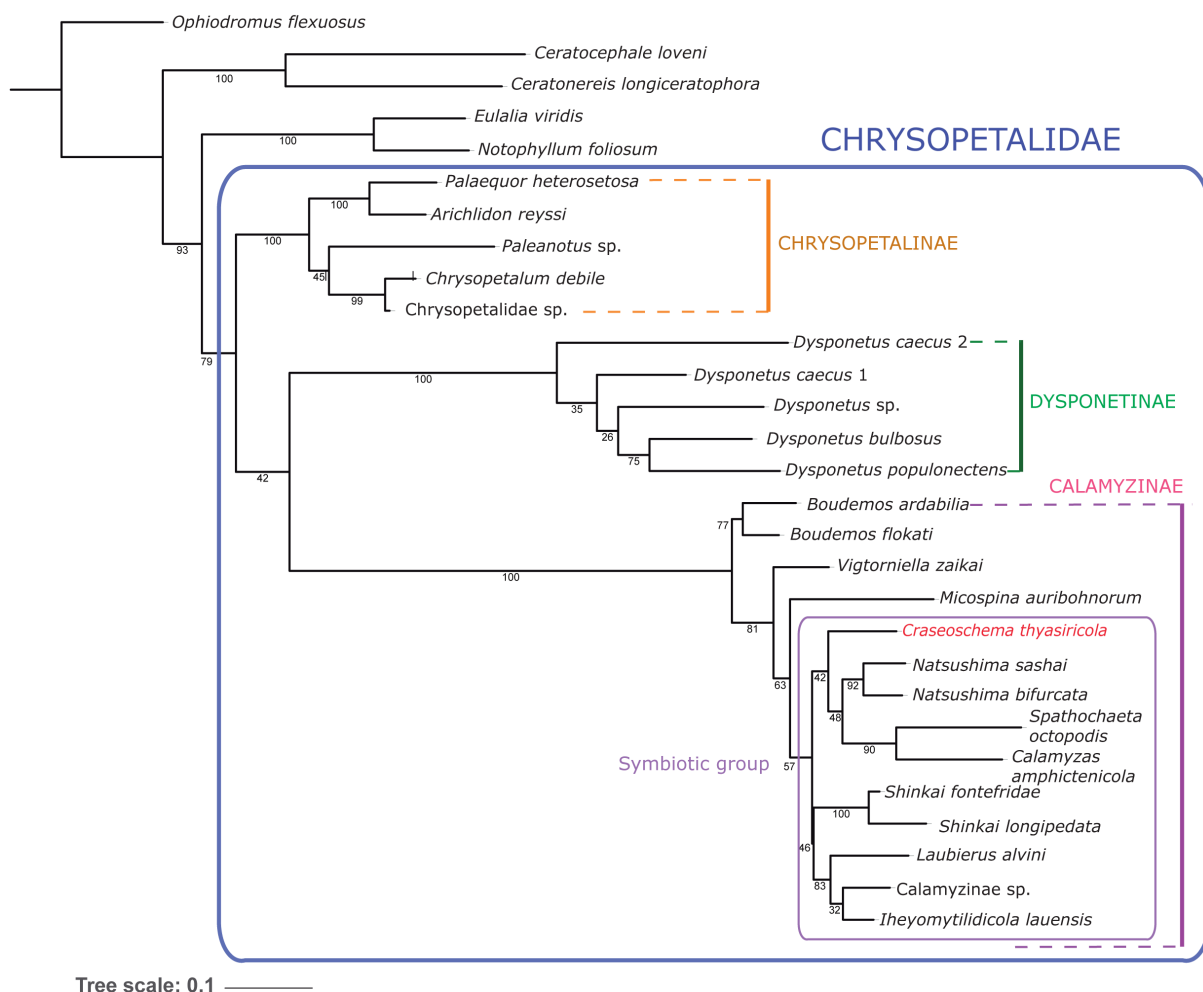 Ophiodromus flexuosus
Ceratocephale loveni
100
Ceratonereis longiceratophora
Eulalia viridis
100
CHRYSOPETALIDAE
Notophyllum foliosum
Palaequor heterosetosa
100
Arichlidon reyssi
100
CHRYSOPETALINAE
93
Paleanotus sp.
45
Chrysopetalum debile
99
Chrysopetalidae sp.
Dysponetus caecus 2
79
Dysponetus caecus 1
100
DYSPONETINAE
35
Dysponetus sp.
26
Dysponetus bulbosus
75
Dysponetus populonectens
42
CALAMYZINAE
Boudemos ardabilia
77
Boudemos flokati
Vigtorniella zaikai
100
Micospina auribohnorum
81
Craseoschema thyasiricola
Natsushima sashai
42
92
63
Natsushima bifurcata
48
Spathochaeta
octopodis
90
Calamyzas
amphictenicola
Symbiotic group
57
Shinkai fontefridae
100
Shinkai longipedata
46
Laubierus alvini
83
Calamyzinae sp.
32
Iheyomytilidicola lauensis
Tree scale: 0.1